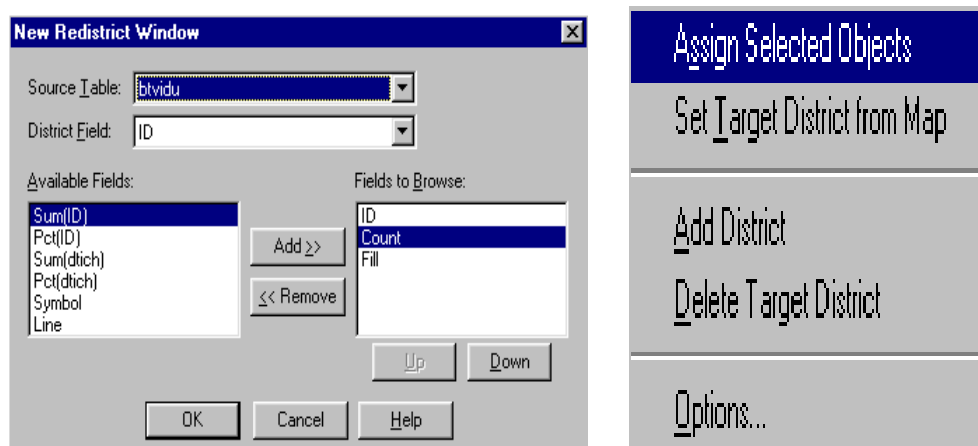 New Redistrict Window
Source Table: btvidu
District Field: ID
Available Fields:
Sum(ID)
Pct(ID)
Sum(dtich)
Pct(dtich)
Symbol
Line
Add >>
<< Remove
Fields to Browse:
ID
Count
Fill
Up
Down
OK
Cancel
Help
Assign Selected Objects
Set Target District from Map
Add District
Delete Target District
Options...